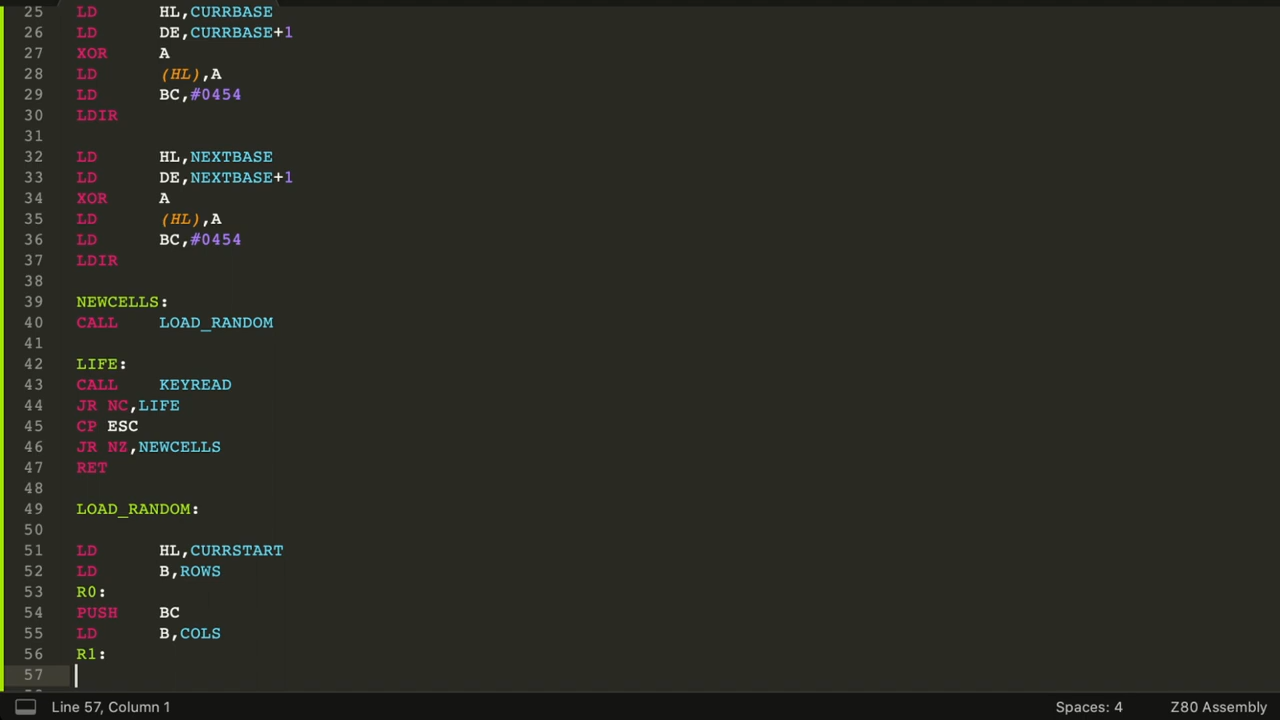 25 LD HL,CURRBASE
26 LD DE,CURRBASE+1
27 XOR A
28 LD (HL),A
29 LD BC,#0454
30 LDIR
31
32 LD HL,NEXTBASE
33 LD DE,NEXTBASE+1
34 XOR A
35 LD (HL),A
36 LD BC,#0454
37 LDIR
38
39 NEWCELLS:
40 CALL LOAD_RANDOM
41
42 LIFE:
43 CALL KEYREAD
44 JR NC,LIFE
45 CP ESC
46 JR NZ,NEWCELLS
47 RET
48
49 LOAD_RANDOM:
50
51 LD HL,CURRSTART
52 LD B,ROWS
53 R0:
54 PUSH BC
55 LD B,COLS
56 R1:
57
Line 57, Column 1 Spaces: 4 Z80 Assembly